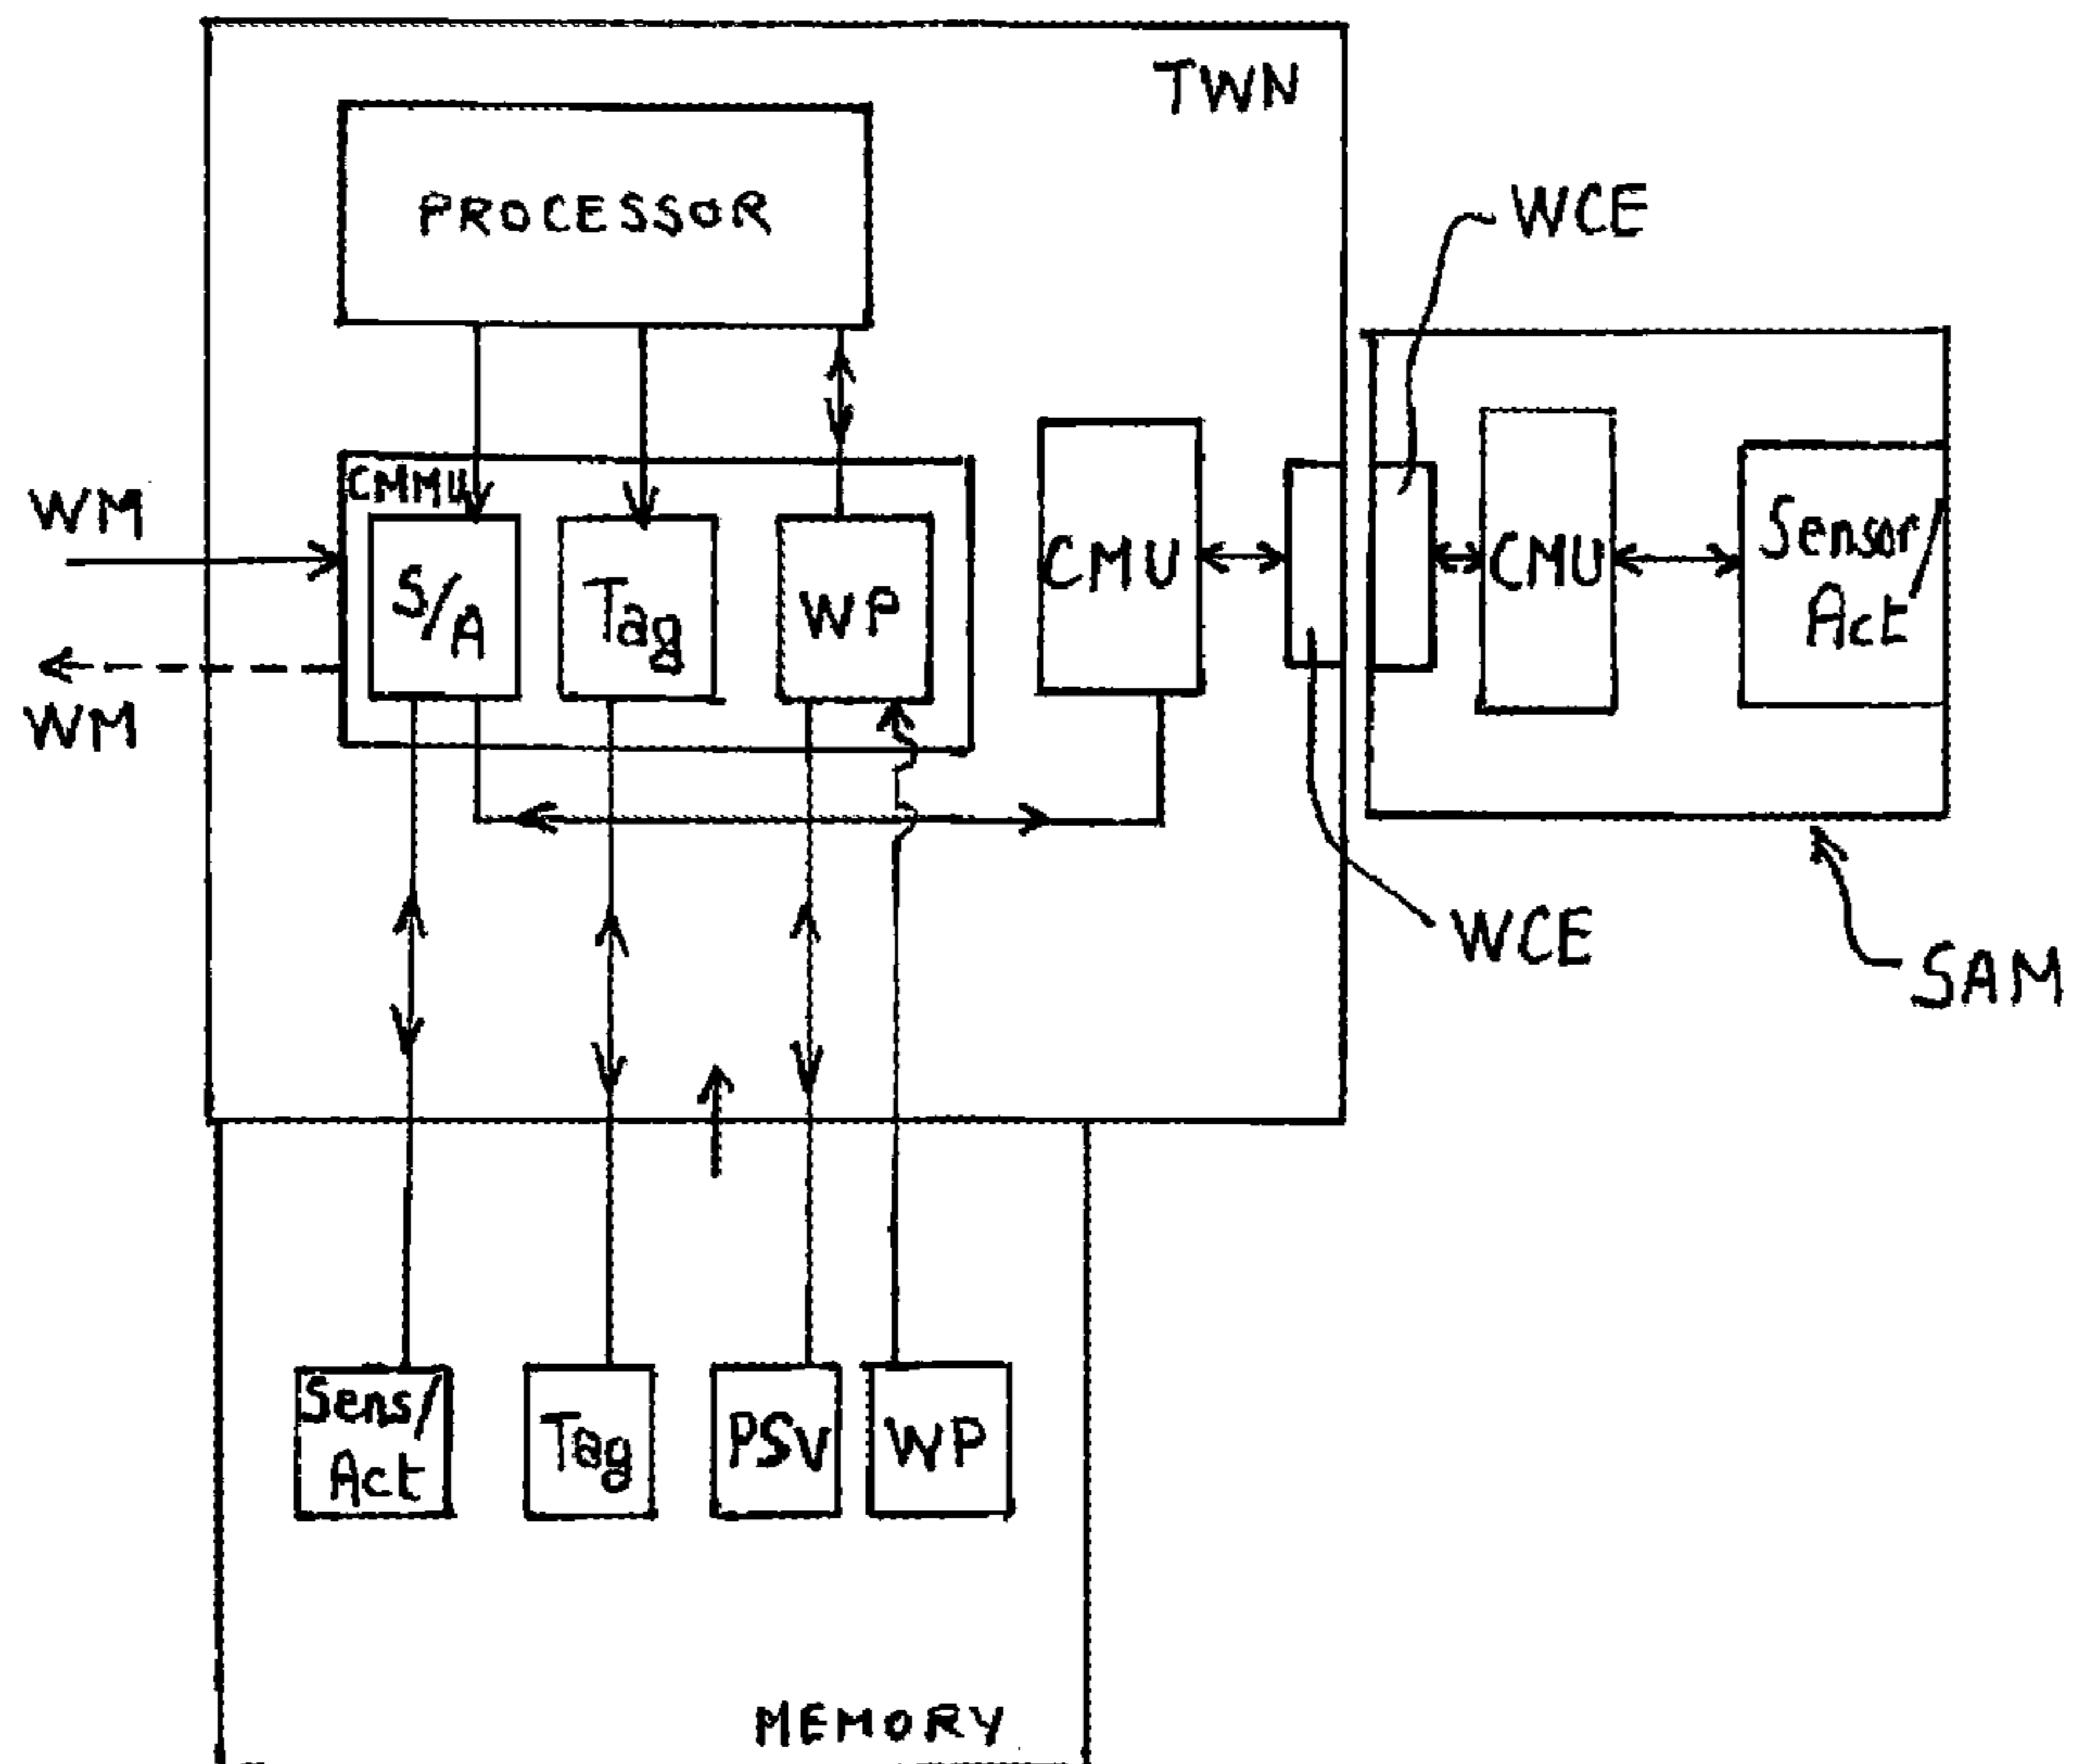 TWN
PROCESSOR
WCE
CMMU
WM
S/A
Tag
WP
CMU
CMU
Sensor/
Act
WM
WCE
SAM
Sens/
Act
Tag
PSV
WP
MEMORY